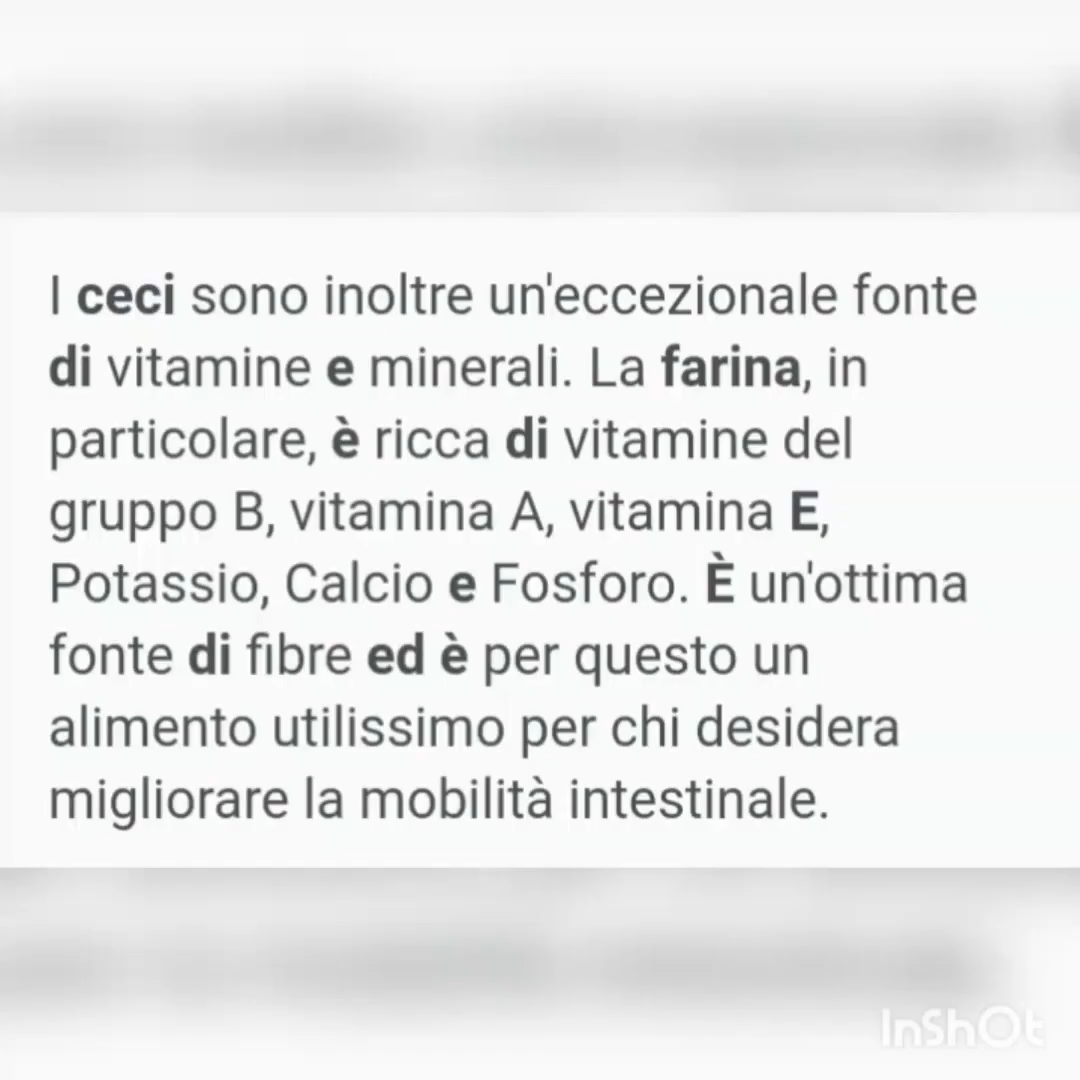 I ceci sono inoltre un'eccezionale fonte
di vitamine e minerali. La farina, in
particolare, è ricca di vitamine del
gruppo B, vitamina A, vitamina E,
Potassio, Calcio e Fosforo. È un'ottima
fonte di fibre ed è per questo un
alimento utilissimo per chi desidera
migliorare la mobilità intestinale.
InShOt